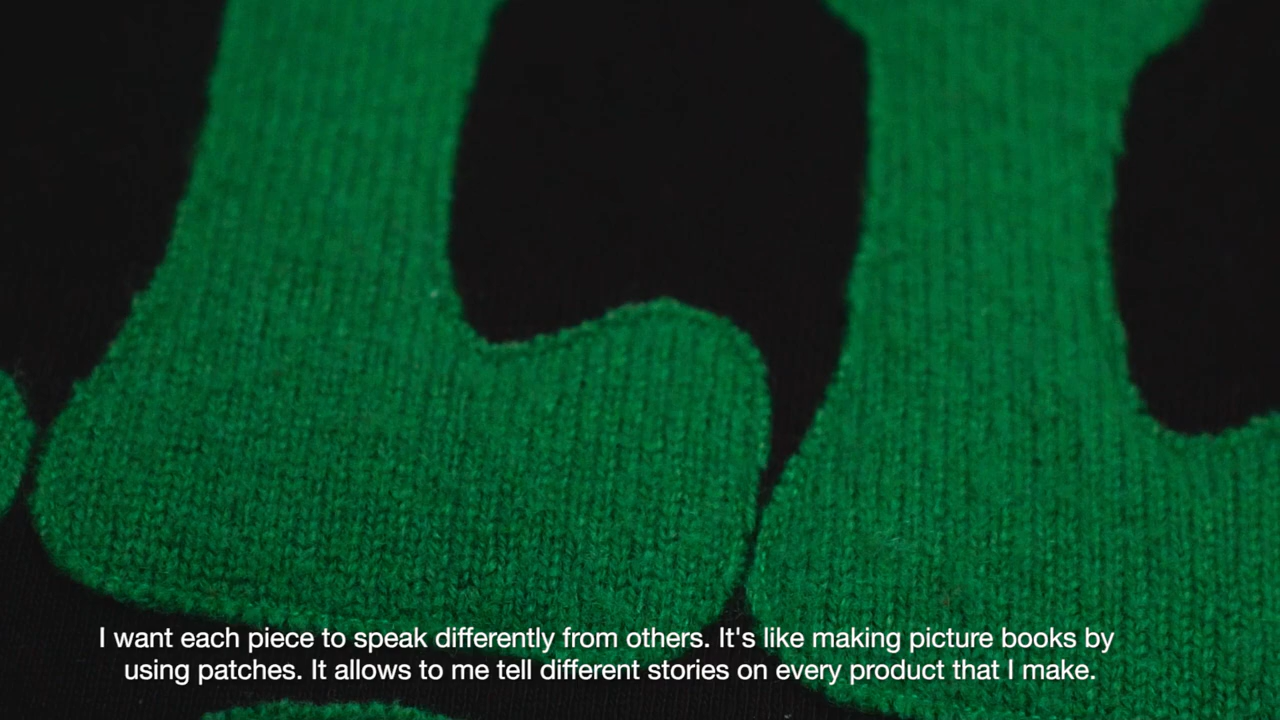 I want each piece to speak differently from others. It's like making picture books by
using patches. It allows to me tell different stories on every product that I make.